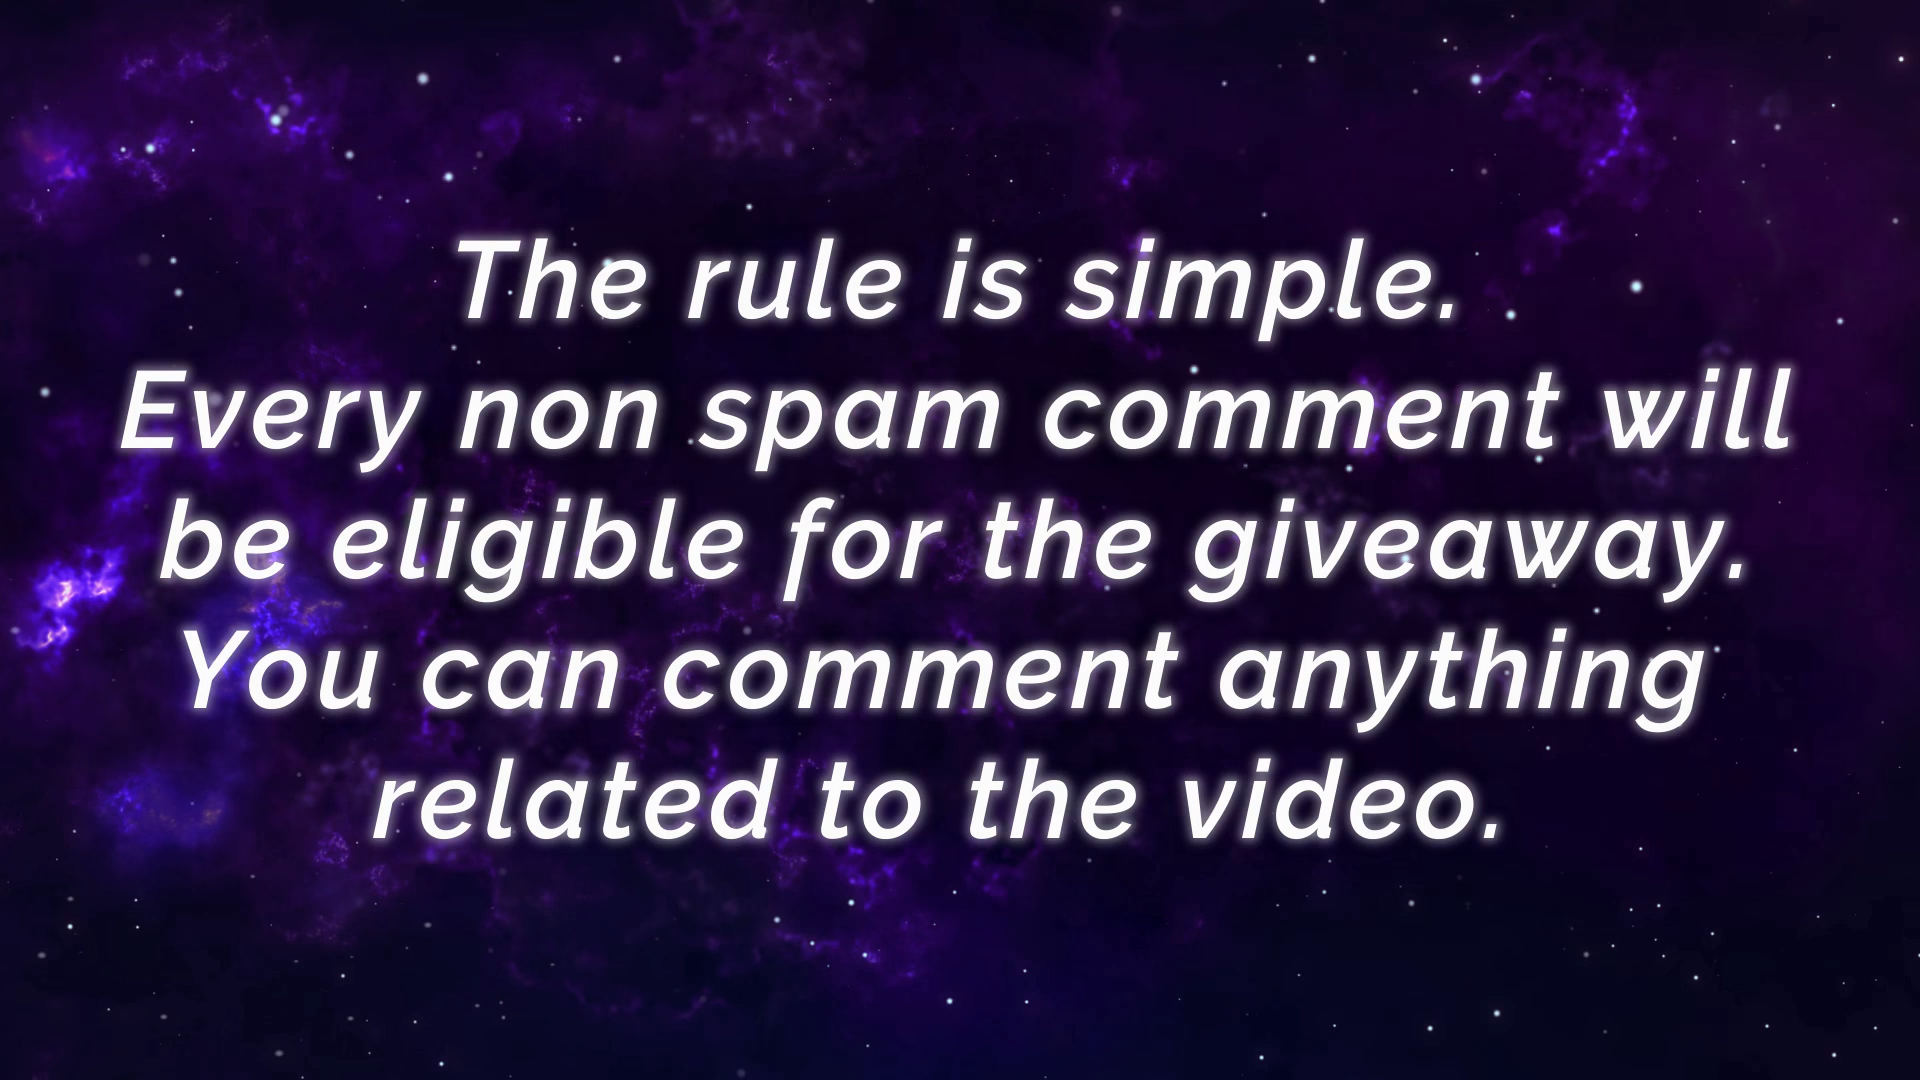 The rule is simple.
Every non spam comment will
be eligible for the giveaway.
You can comment anything
related to the video.